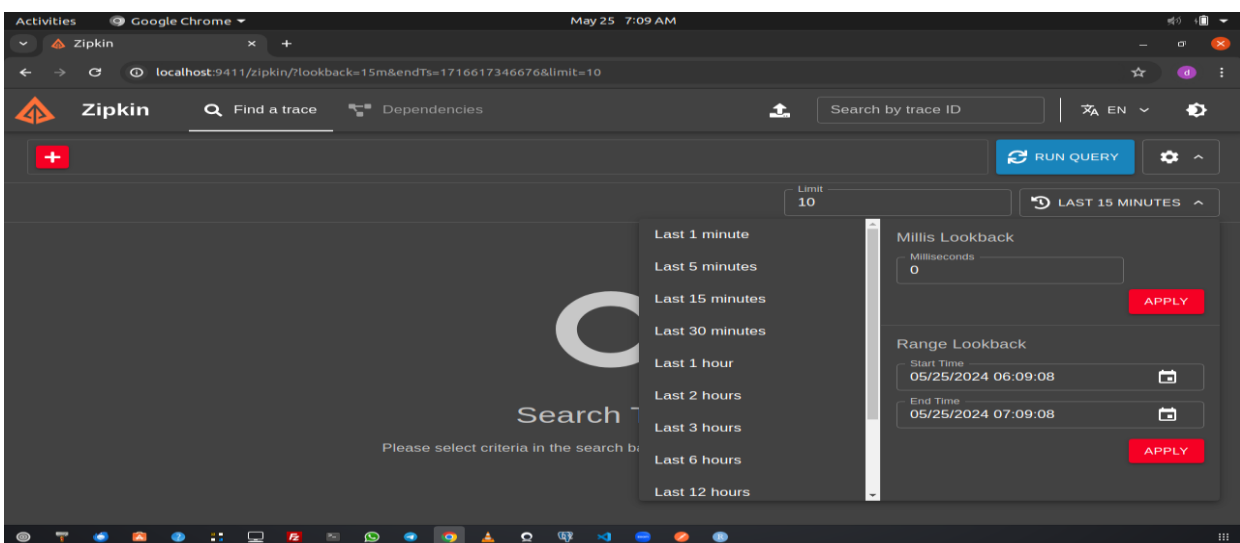 Activities Google Chrome May 25 7:09 AM
Zipkin
localhost:9411/zipkin/?lookback=15m&endTs=1716617346676&limit=10
d
Zipkin Find a trace Dependencies Search by trace ID EN
RUN QUERY
Limit
10 LAST 15 MINUTES
Last 1 minute
Last 5 minutes
Last 15 minutes
Last 30 minutes
Last 1 hour
Last 2 hours
Last 3 hours
Last 6 hours
Last 12 hours
Millis Lookback
Milliseconds
0
APPLY
Range Lookback
Start Time
05/25/2024 06:09:08
End Time
05/25/2024 07:09:08
APPLY
Search
Please select criteria in the search